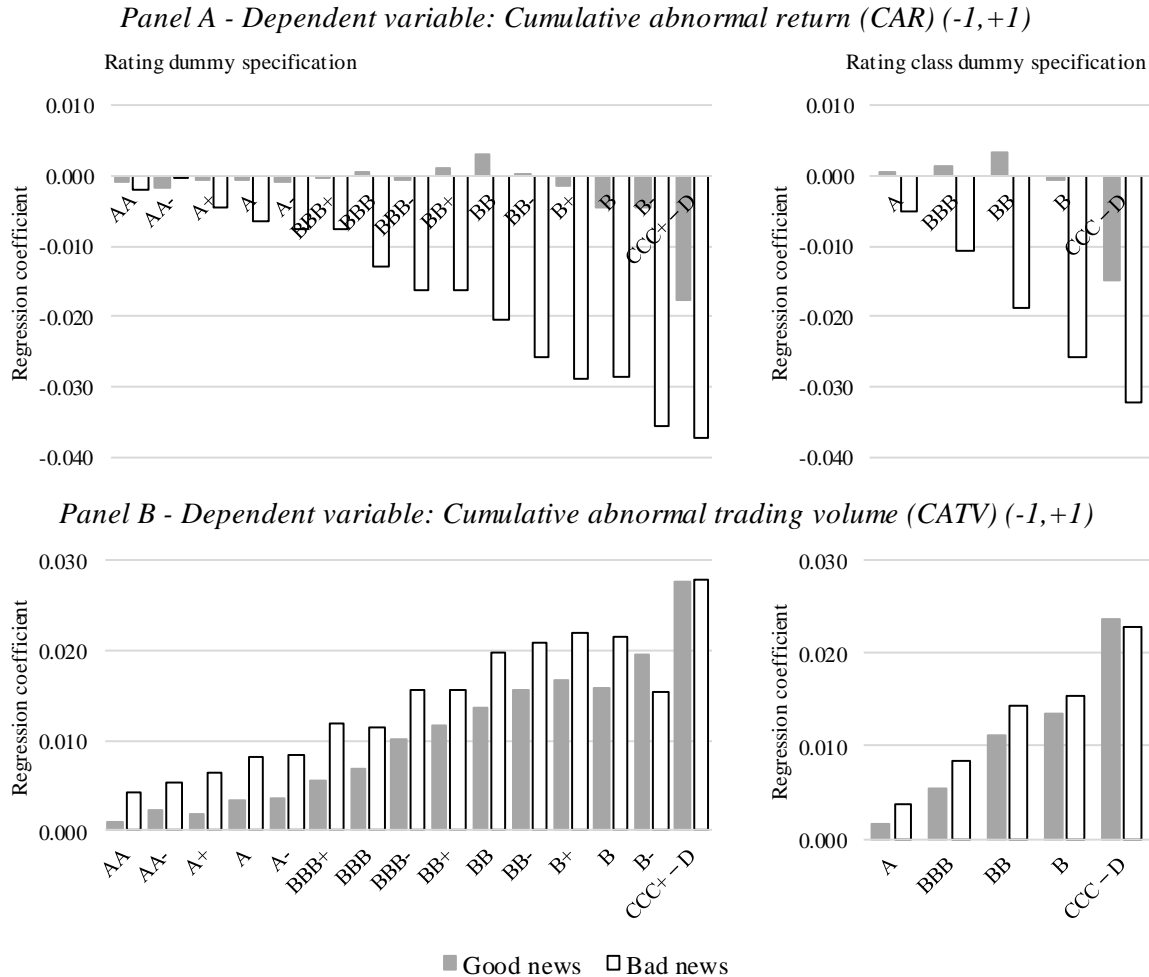 Panel A - Dependent variable: Cumulative abnormal return (CAR) (-1,+1)
Rating dummy specification
Regression coefficient
0.010
0.000
-0.010
-0.020
-0.030
-0.040
AA
AA-
A+
A
A-
BBB+
BBB
BBB-
BB+
BB
BB-
B+
B
B-
CCC+ – D
Rating class dummy specification
Regression coefficient
0.010
0.000
-0.010
-0.020
-0.030
-0.040
A
BBB
BB
B
CCC – D
Panel B - Dependent variable: Cumulative abnormal trading volume (CATV) (-1,+1)
Regression coefficient
0.030
0.020
0.010
0.000
AA
AA-
A+
A
A-
BBB+
BBB
BBB-
BB+
BB
BB-
B+
B
B-
CCC+ – D
Regression coefficient
0.030
0.020
0.010
0.000
A
BBB
BB
B
CCC – D
Good news Bad news